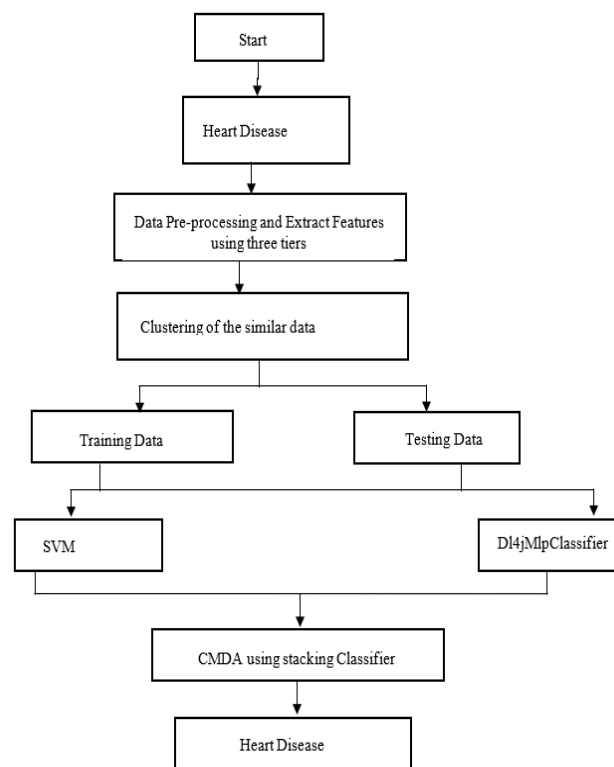 Start
Heart Disease
Data Pre-processing and Extract Features
using three tiers
Clustering of the similar data
Training Data
Testing Data
SVM
Dl4jMlpClassifier
CMDA using stacking Classifier
Heart Disease